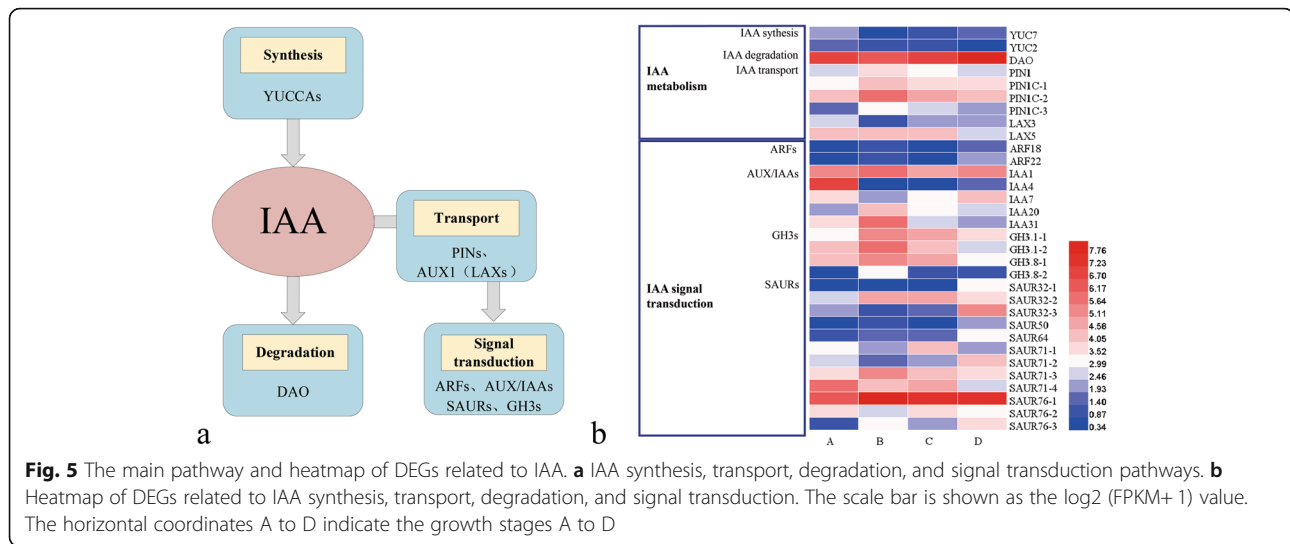 Synthesis
YUCCAs
IAA
Transport
PINs、
AUX1（LAXs）
Degradation
DAO
Signal
transduction
ARFs、AUX/IAAs
SAURs、GH3s
a
b
IAA sythesis
IAA degradation
IAA transport
IAA
metabolism
ARFs
AUX/IAAs
GH3s
SAURs
IAA signal
transduction
YUC7
YUC2
DAO
PIN1
PIN1C-1
PIN1C-2
PIN1C-3
LAX3
LAX5
ARF18
ARF22
IAA1
IAA4
IAA7
IAA20
IAA31
GH3.1-1
GH3.1-2
GH3.8-1
GH3.8-2
SAUR32-1
SAUR32-2
SAUR32-3
SAUR50
SAUR64
SAUR71-1
SAUR71-2
SAUR71-3
SAUR71-4
SAUR76-1
SAUR76-2
SAUR76-3
A B C D
7.76
7.23
6.70
6.17
5.64
5.11
4.58
4.05
3.52
2.99
2.46
1.93
1.40
0.87
0.34
Fig. 5 The main pathway and heatmap of DEGs related to IAA. a IAA synthesis, transport, degradation, and signal transduction pathways. b
Heatmap of DEGs related to IAA synthesis, transport, degradation, and signal transduction. The scale bar is shown as the log2 (FPKM+ 1) value.
The horizontal coordinates A to D indicate the growth stages A to D